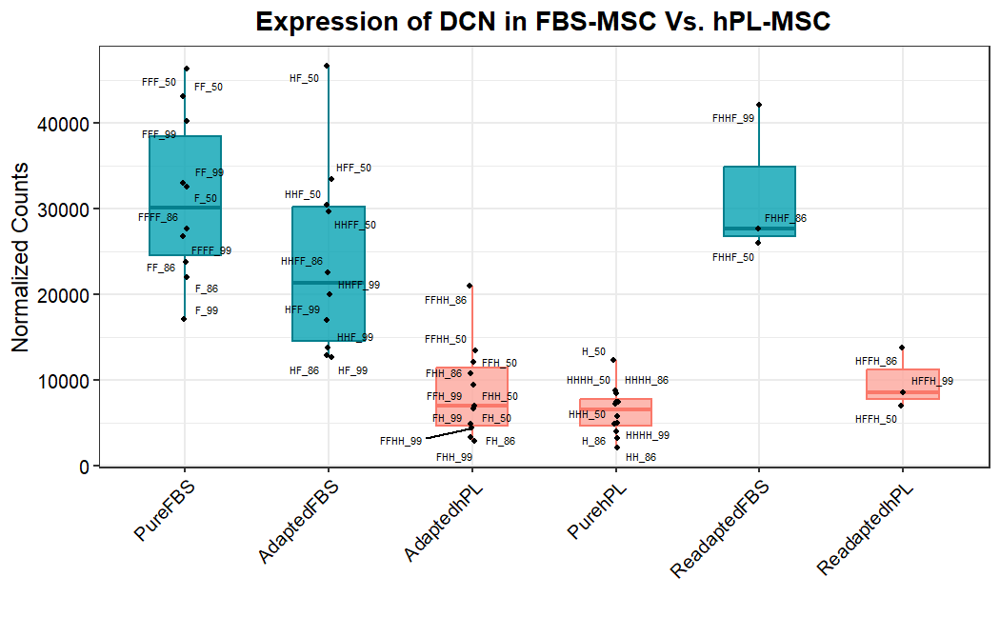 Expression of DCN in FBS-MSC Vs. hPL-MSC
Normalized Counts
40000
30000
20000
10000
0
FFF_50
FF_50
FFF_99
FF_99
F_50
FFFF_86
FFFF_99
FF_86
F_86
F_99
HF_50
HFF_50
HHF_50
HHFF_50
HHFF_86
HHFF_99
HFF_99
HHF_99
HF_86
HF_99
FFHH_86
FFHH_50
FFH_50
FHH_86
FFH_99
FHH_50
FH_99
FH_50
FFHH_99
FH_86
FHH_99
H_50
HHHH_50
HHHH_86
HHH_50
HHHH_99
H_86
HH_86
FHHF_99
FHHF_86
FHHF_50
HFFH_86
HFFH_99
HFFH_50
PureFBS
AdaptedFBS
AdaptedhPL
PurehPL
ReadaptedFBS
ReadaptedhPL